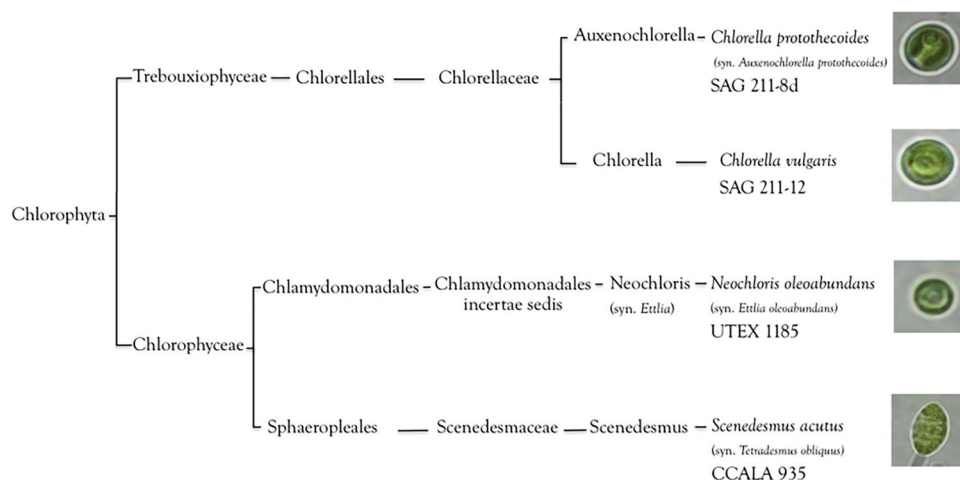 Auxenochlorella
Chlorella protothecoides
(syn. Auxenochlorella protothecoides)
SAG 211-8d
Trebouxiophyceae
Chlorellales
Chlorellaceae
Chlorella
Chlorella vulgaris
SAG 211-12
Chlorophyta
Chlamydomonadales
Chlamydomonadales
incertae sedis
Neochloris
(syn. Ettlia)
Neochloris oleoabundans
(syn. Ettlia oleoabundans)
UTEX 1185
Chlorophyceae
Sphaeropleales
Scenedesmaceae
Scenedesmus
Scenedesmus acutus
(syn. Tetradesmus obliquus)
CCALA 935